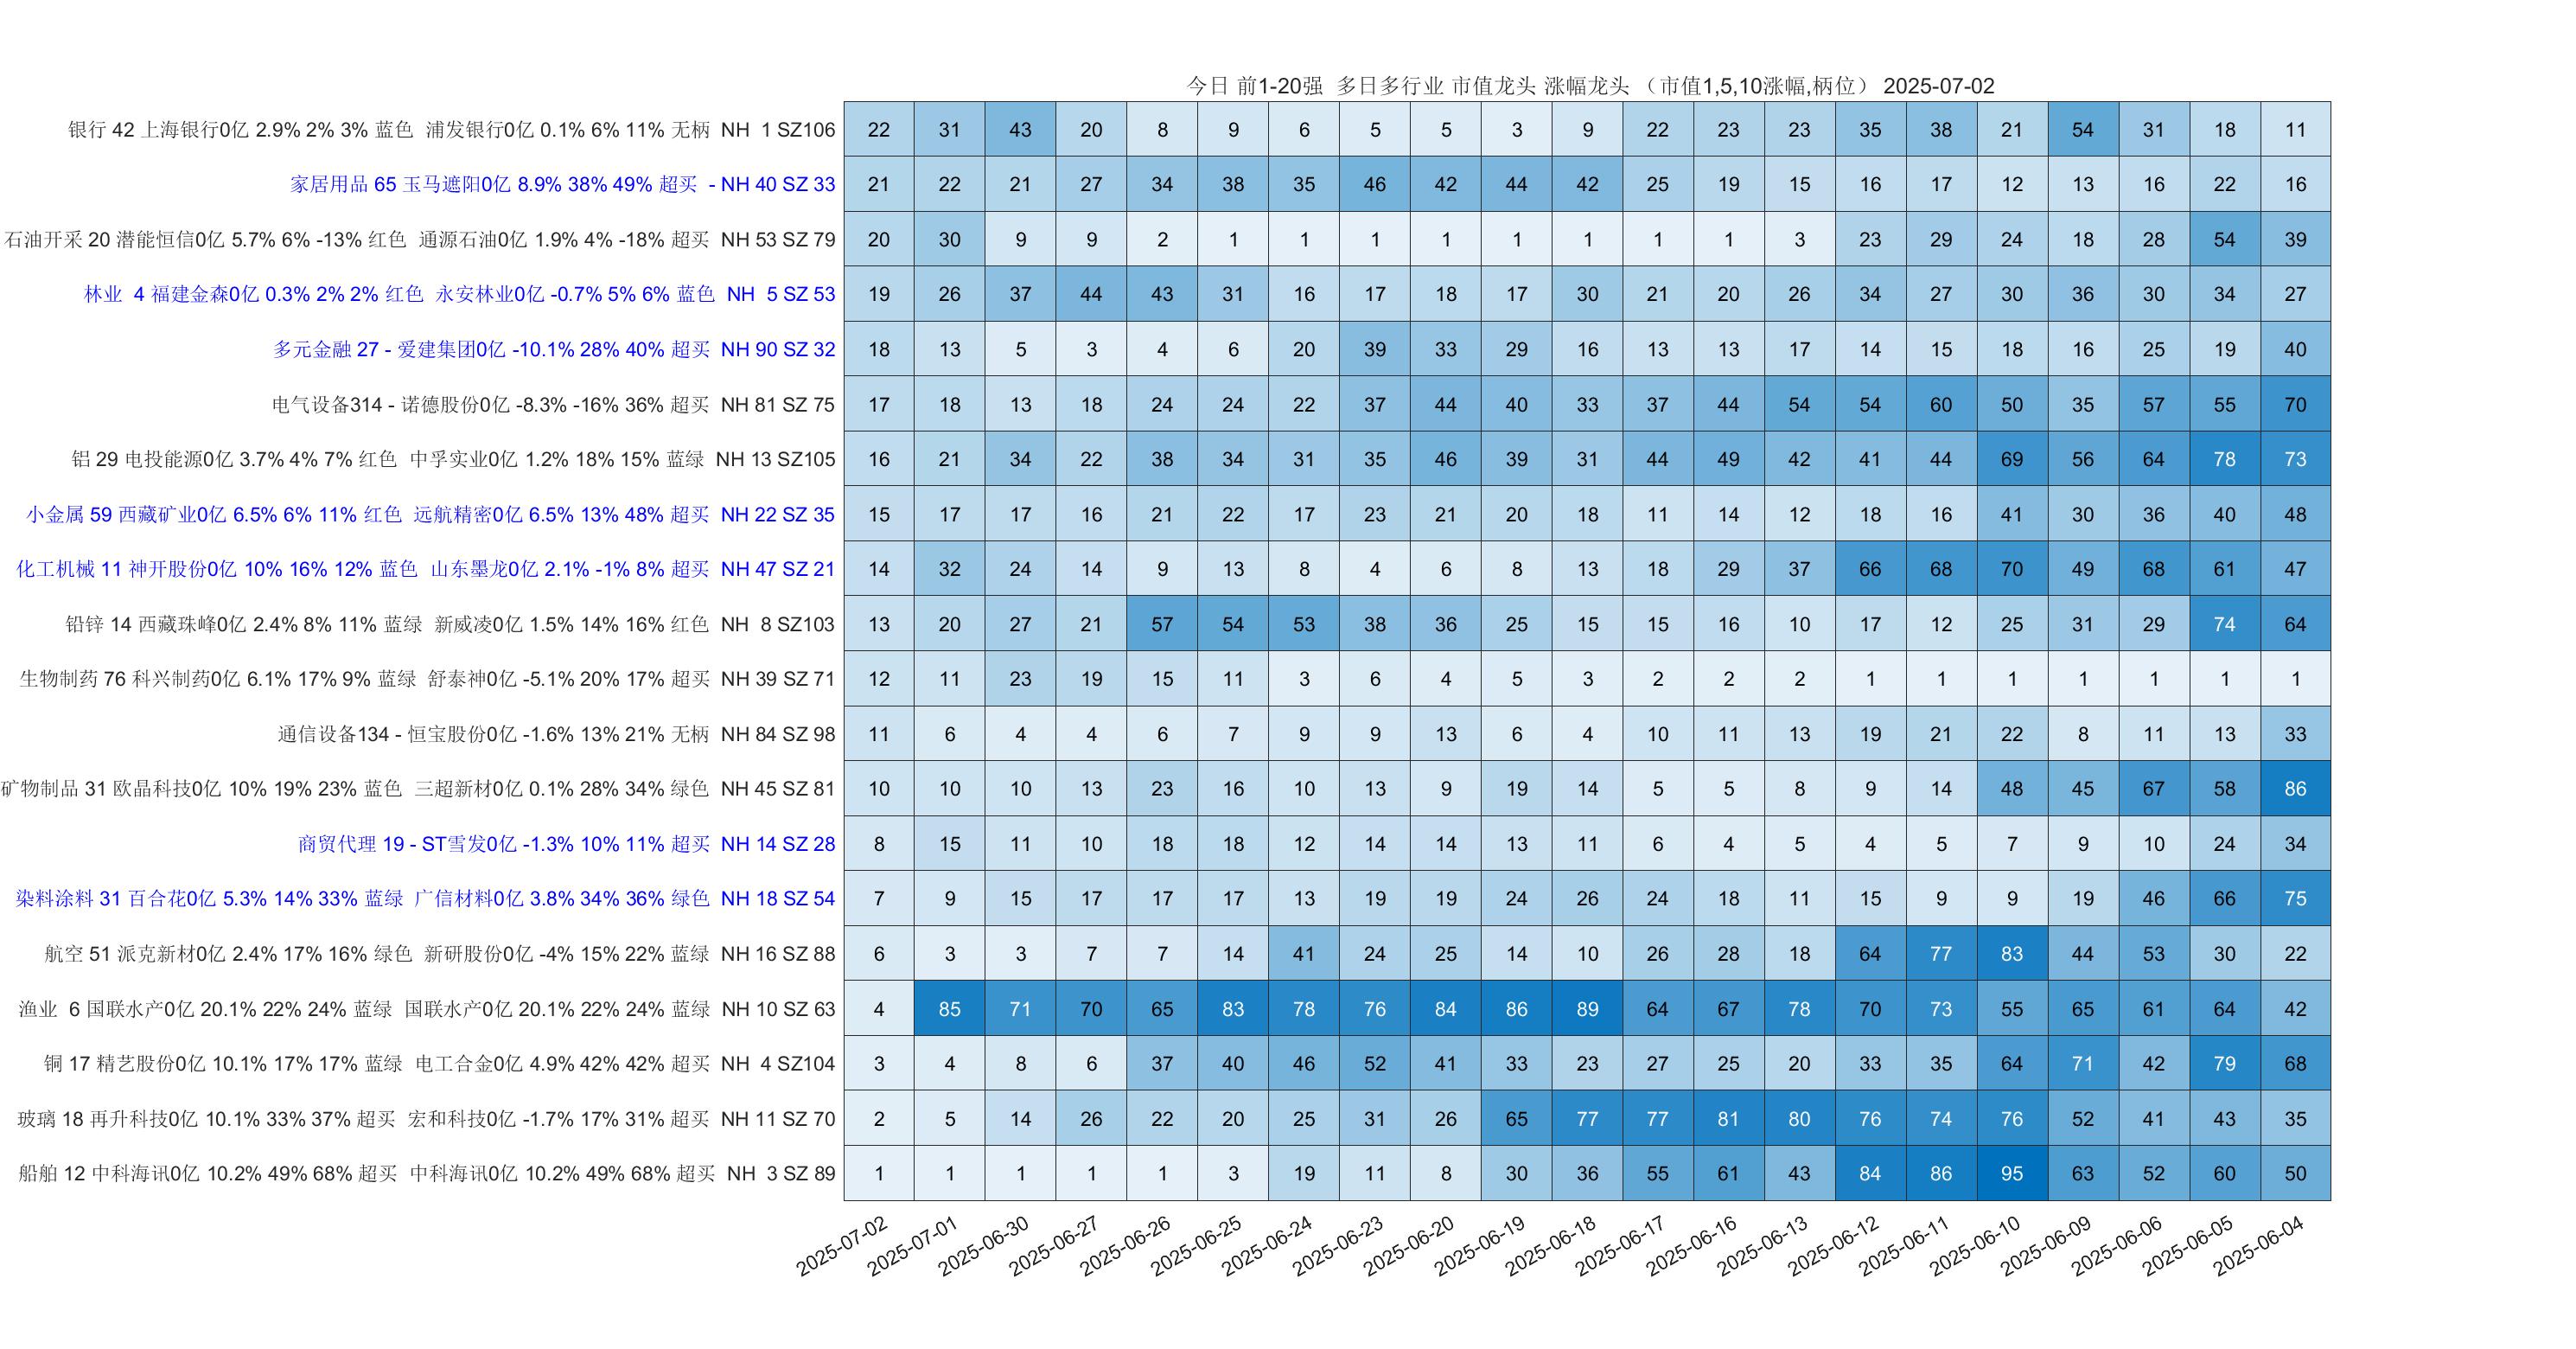 今日 前1-20强 多日多行业 市值龙头 涨幅龙头 （市值1,5,10涨幅,柄位） 2025-07-02
银行 42 上海银行0亿 2.9% 2% 3% 蓝色 浦发银行0亿 0.1% 6% 11% 无柄 NH 1 SZ106 22 31 43 20 8 9 6 5 5 3 9 22 23 23 35 38 21 54 31 18 11
家居用品 65 玉马遮阳0亿 8.9% 38% 49% 超买 - NH 40 SZ 33 21 22 21 27 34 38 35 46 42 44 42 25 19 15 16 17 12 13 16 22 16
石油开采 20 潜能恒信0亿 5.7% 6% -13% 红色 通源石油0亿 1.9% 4% -18% 超买 NH 53 SZ 79 20 30 9 9 2 1 1 1 1 1 1 1 1 3 23 29 24 18 28 54 39
林业 4 福建金森0亿 0.3% 2% 2% 红色 永安林业0亿 -0.7% 5% 6% 蓝色 NH 5 SZ 53 19 26 37 44 43 31 16 17 18 17 30 21 20 26 34 27 30 36 30 34 27
多元金融 27 - 爱建集团0亿 -10.1% 28% 40% 超买 NH 90 SZ 32 18 13 5 3 4 6 20 39 33 29 16 13 13 17 14 15 18 16 25 19 40
电气设备314 - 诺德股份0亿 -8.3% -16% 36% 超买 NH 81 SZ 75 17 18 13 18 24 24 22 37 44 40 33 37 44 54 54 60 50 35 57 55 70
铝 29 电投能源0亿 3.7% 4% 7% 红色 中孚实业0亿 1.2% 18% 15% 蓝绿 NH 13 SZ105 16 21 34 22 38 34 31 35 46 39 31 44 49 42 41 44 69 56 64 78 73
小金属 59 西藏矿业0亿 6.5% 6% 11% 红色 远航精密0亿 6.5% 13% 48% 超买 NH 22 SZ 35 15 17 17 16 21 22 17 23 21 20 18 11 14 12 18 16 41 30 36 40 48
化工机械 11 神开股份0亿 10% 16% 12% 蓝色 山东墨龙0亿 2.1% -1% 8% 超买 NH 47 SZ 21 14 32 24 14 9 13 8 4 6 8 13 18 29 37 66 68 70 49 68 61 47
铅锌 14 西藏珠峰0亿 2.4% 8% 11% 蓝绿 新威凌0亿 1.5% 14% 16% 红色 NH 8 SZ103 13 20 27 21 57 54 53 38 36 25 15 15 16 10 17 12 25 31 29 74 64
生物制药 76 科兴制药0亿 6.1% 17% 9% 蓝绿 舒泰神0亿 -5.1% 20% 17% 超买 NH 39 SZ 71 12 11 23 19 15 11 3 6 4 5 3 2 2 2 1 1 1 1 1 1 1
通信设备134 - 恒宝股份0亿 -1.6% 13% 21% 无柄 NH 84 SZ 98 11 6 4 4 6 7 9 9 13 6 4 10 11 13 19 21 22 8 11 13 33
矿物制品 31 欧晶科技0亿 10% 19% 23% 蓝色 三超新材0亿 0.1% 28% 34% 绿色 NH 45 SZ 81 10 10 10 13 23 16 10 13 9 19 14 5 5 8 9 14 48 45 67 58 86
商贸代理 19 - ST雪发0亿 -1.3% 10% 11% 超买 NH 14 SZ 28 8 15 11 10 18 18 12 14 14 13 11 6 4 5 4 5 7 9 10 24 34
染料涂料 31 百合花0亿 5.3% 14% 33% 蓝绿 广信材料0亿 3.8% 34% 36% 绿色 NH 18 SZ 54 7 9 15 17 17 17 13 19 19 24 26 24 18 11 15 9 9 19 46 66 75
航空 51 派克新材0亿 2.4% 17% 16% 绿色 新研股份0亿 -4% 15% 22% 蓝绿 NH 16 SZ 88 6 3 3 7 7 14 41 24 25 14 10 26 28 18 64 77 83 44 53 30 22
渔业 6 国联水产0亿 20.1% 22% 24% 蓝绿 国联水产0亿 20.1% 22% 24% 蓝绿 NH 10 SZ 63 4 85 71 70 65 83 78 76 84 86 89 64 67 78 70 73 55 65 61 64 42
铜 17 精艺股份0亿 10.1% 17% 17% 蓝绿 电工合金0亿 4.9% 42% 42% 超买 NH 4 SZ104 3 4 8 6 37 40 46 52 41 33 23 27 25 20 33 35 64 71 42 79 68
玻璃 18 再升科技0亿 10.1% 33% 37% 超买 宏和科技0亿 -1.7% 17% 31% 超买 NH 11 SZ 70 2 5 14 26 22 20 25 31 26 65 77 77 81 80 76 74 76 52 41 43 35
船舶 12 中科海讯0亿 10.2% 49% 68% 超买 中科海讯0亿 10.2% 49% 68% 超买 NH 3 SZ 89 1 1 1 1 1 3 19 11 8 30 36 55 61 43 84 86 95 63 52 60 50
2025-07-02 2025-07-01 2025-06-30 2025-06-27 2025-06-26 2025-06-25 2025-06-24 2025-06-23 2025-06-20 2025-06-19 2025-06-18 2025-06-17 2025-06-16 2025-06-13 2025-06-12 2025-06-11 2025-06-10 2025-06-09 2025-06-06 2025-06-05 2025-06-04